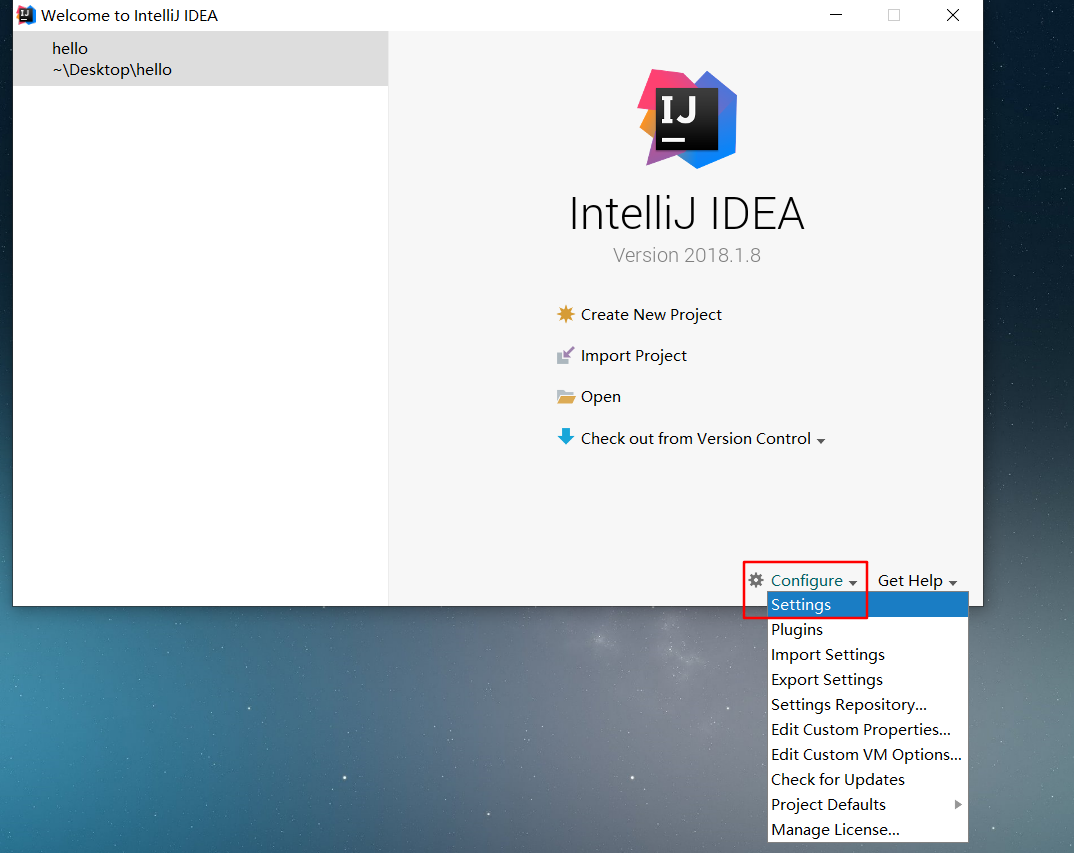 Welcome to IntelliJ IDEA
hello
~\Desktop\hello
IJ
IntelliJ IDEA
Version 2018.1.8
Create New Project
Import Project
Open
Check out from Version Control
Configure
Get Help
Settings
Plugins
Import Settings
Export Settings
Settings Repository...
Edit Custom Properties...
Edit Custom VM Options...
Check for Updates
Project Defaults
Manage License...